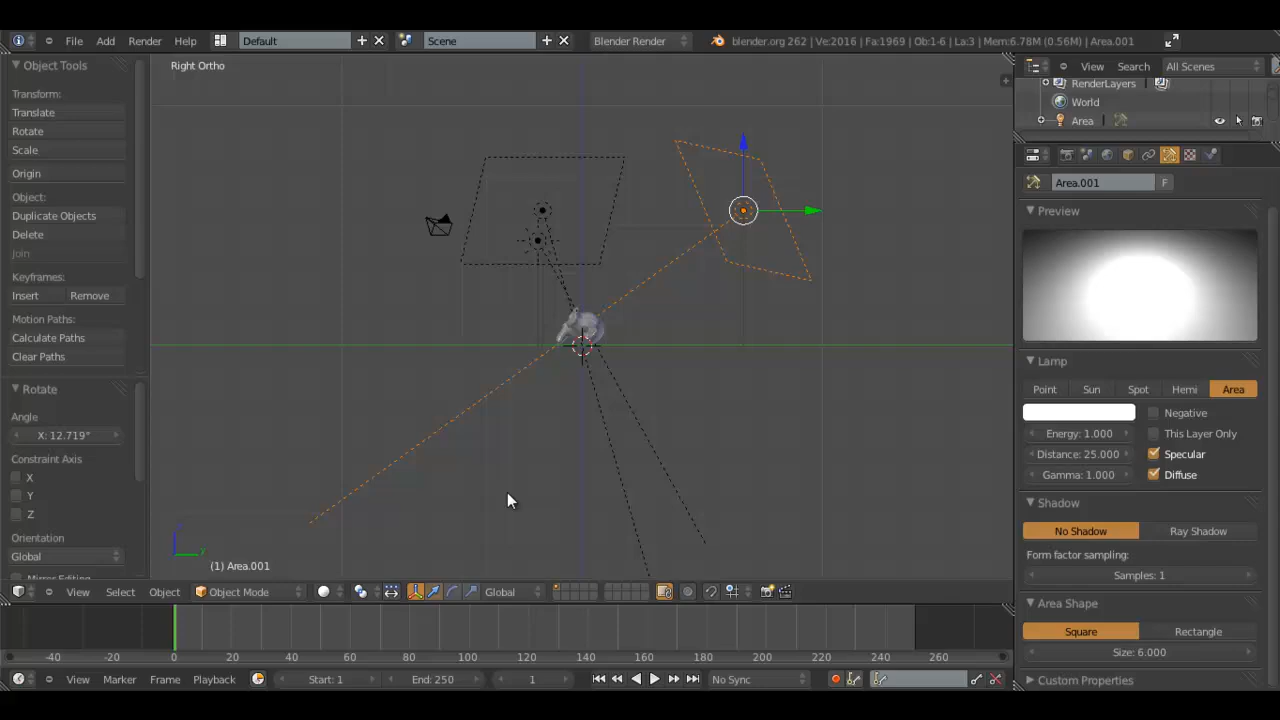 File Add Render Help Default Scene Blender Render blender.org 262 | Ve:2016 | Fa:1969 | Ob:1-6 | La:3 | Mem:6.78M (0.56M) | Area.001
Object Tools
Transform:
Translate
Rotate
Scale
Origin
Object:
Duplicate Objects
Delete
Join
Keyframes:
Insert Remove
Motion Paths:
Calculate Paths
Clear Paths
Rotate
Angle
X: 12.719°
Constraint Axis
X
Y
Z
Orientation
Global
Right Ortho
(1) Area.001
View Select Object Object Mode Global
View Search All Scenes
RenderLayers
World
Area
Area.001 F
Preview
Lamp
Point Sun Spot Hemi Area
Negative
Energy: 1.000 This Layer Only
Distance: 25.000 Specular
Gamma: 1.000 Diffuse
Shadow
No Shadow Ray Shadow
Form factor sampling:
Samples: 1
Area Shape
Square Rectangle
Size: 6.000
Custom Properties
-40 -20 0 20 40 60 80 100 120 140 160 180 200 220 240 260
View Marker Frame Playback Start: 1 End: 250 1 No Sync